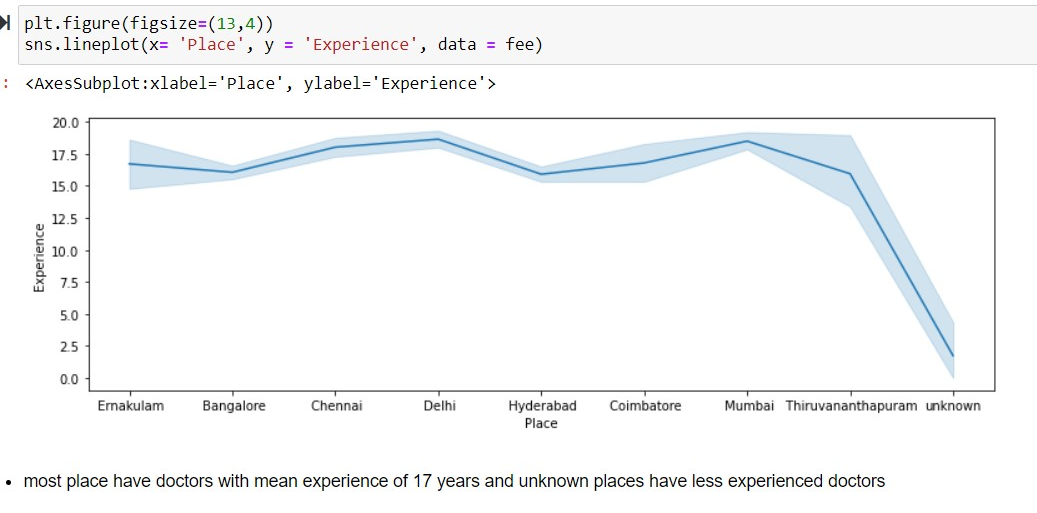 plt.figure(figsize=(13,4))
sns.lineplot(x= 'Place', y = 'Experience', data = fee)
: <AxesSubplot:xlabel='Place', ylabel='Experience'>
20.0
17.5
15.0
12.5
10.0
7.5
5.0
2.5
0.0
Experience
Ernakulam Bangalore Chennai Delhi Hyderabad Coimbatore Mumbai Thiruvananthapuram unknown
Place
• most place have doctors with mean experience of 17 years and unknown places have less experienced doctors